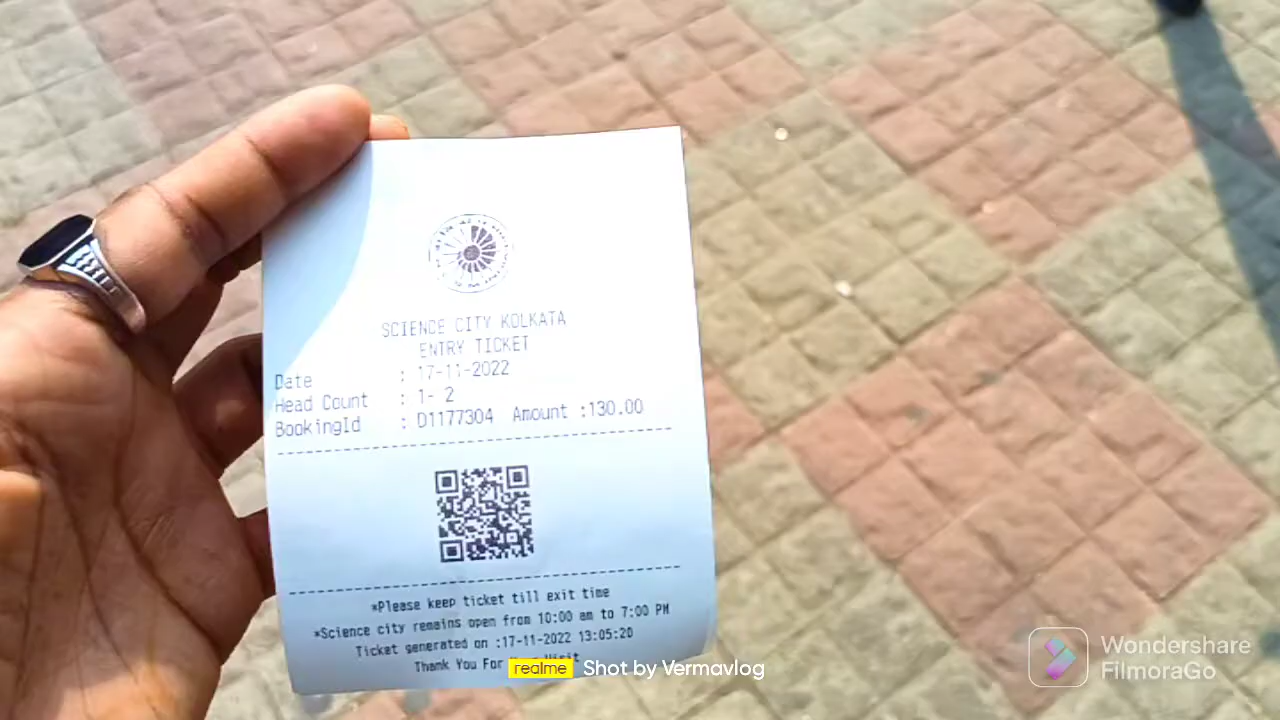 SCIENCE CITY KOLKATA
ENTRY TICKET
Date : 17-11-2022
Head Count : 1- 2
BookingId : D1177304 Amount :130.00
*Please keep ticket till exit time
*Science city remains open from 10:00 am to 7:00 PM
Ticket generated on :17-11-2022 13:05:20
Thank You For Visit
realme Shot by Vermavlog
Wondershare
FilmoraGo